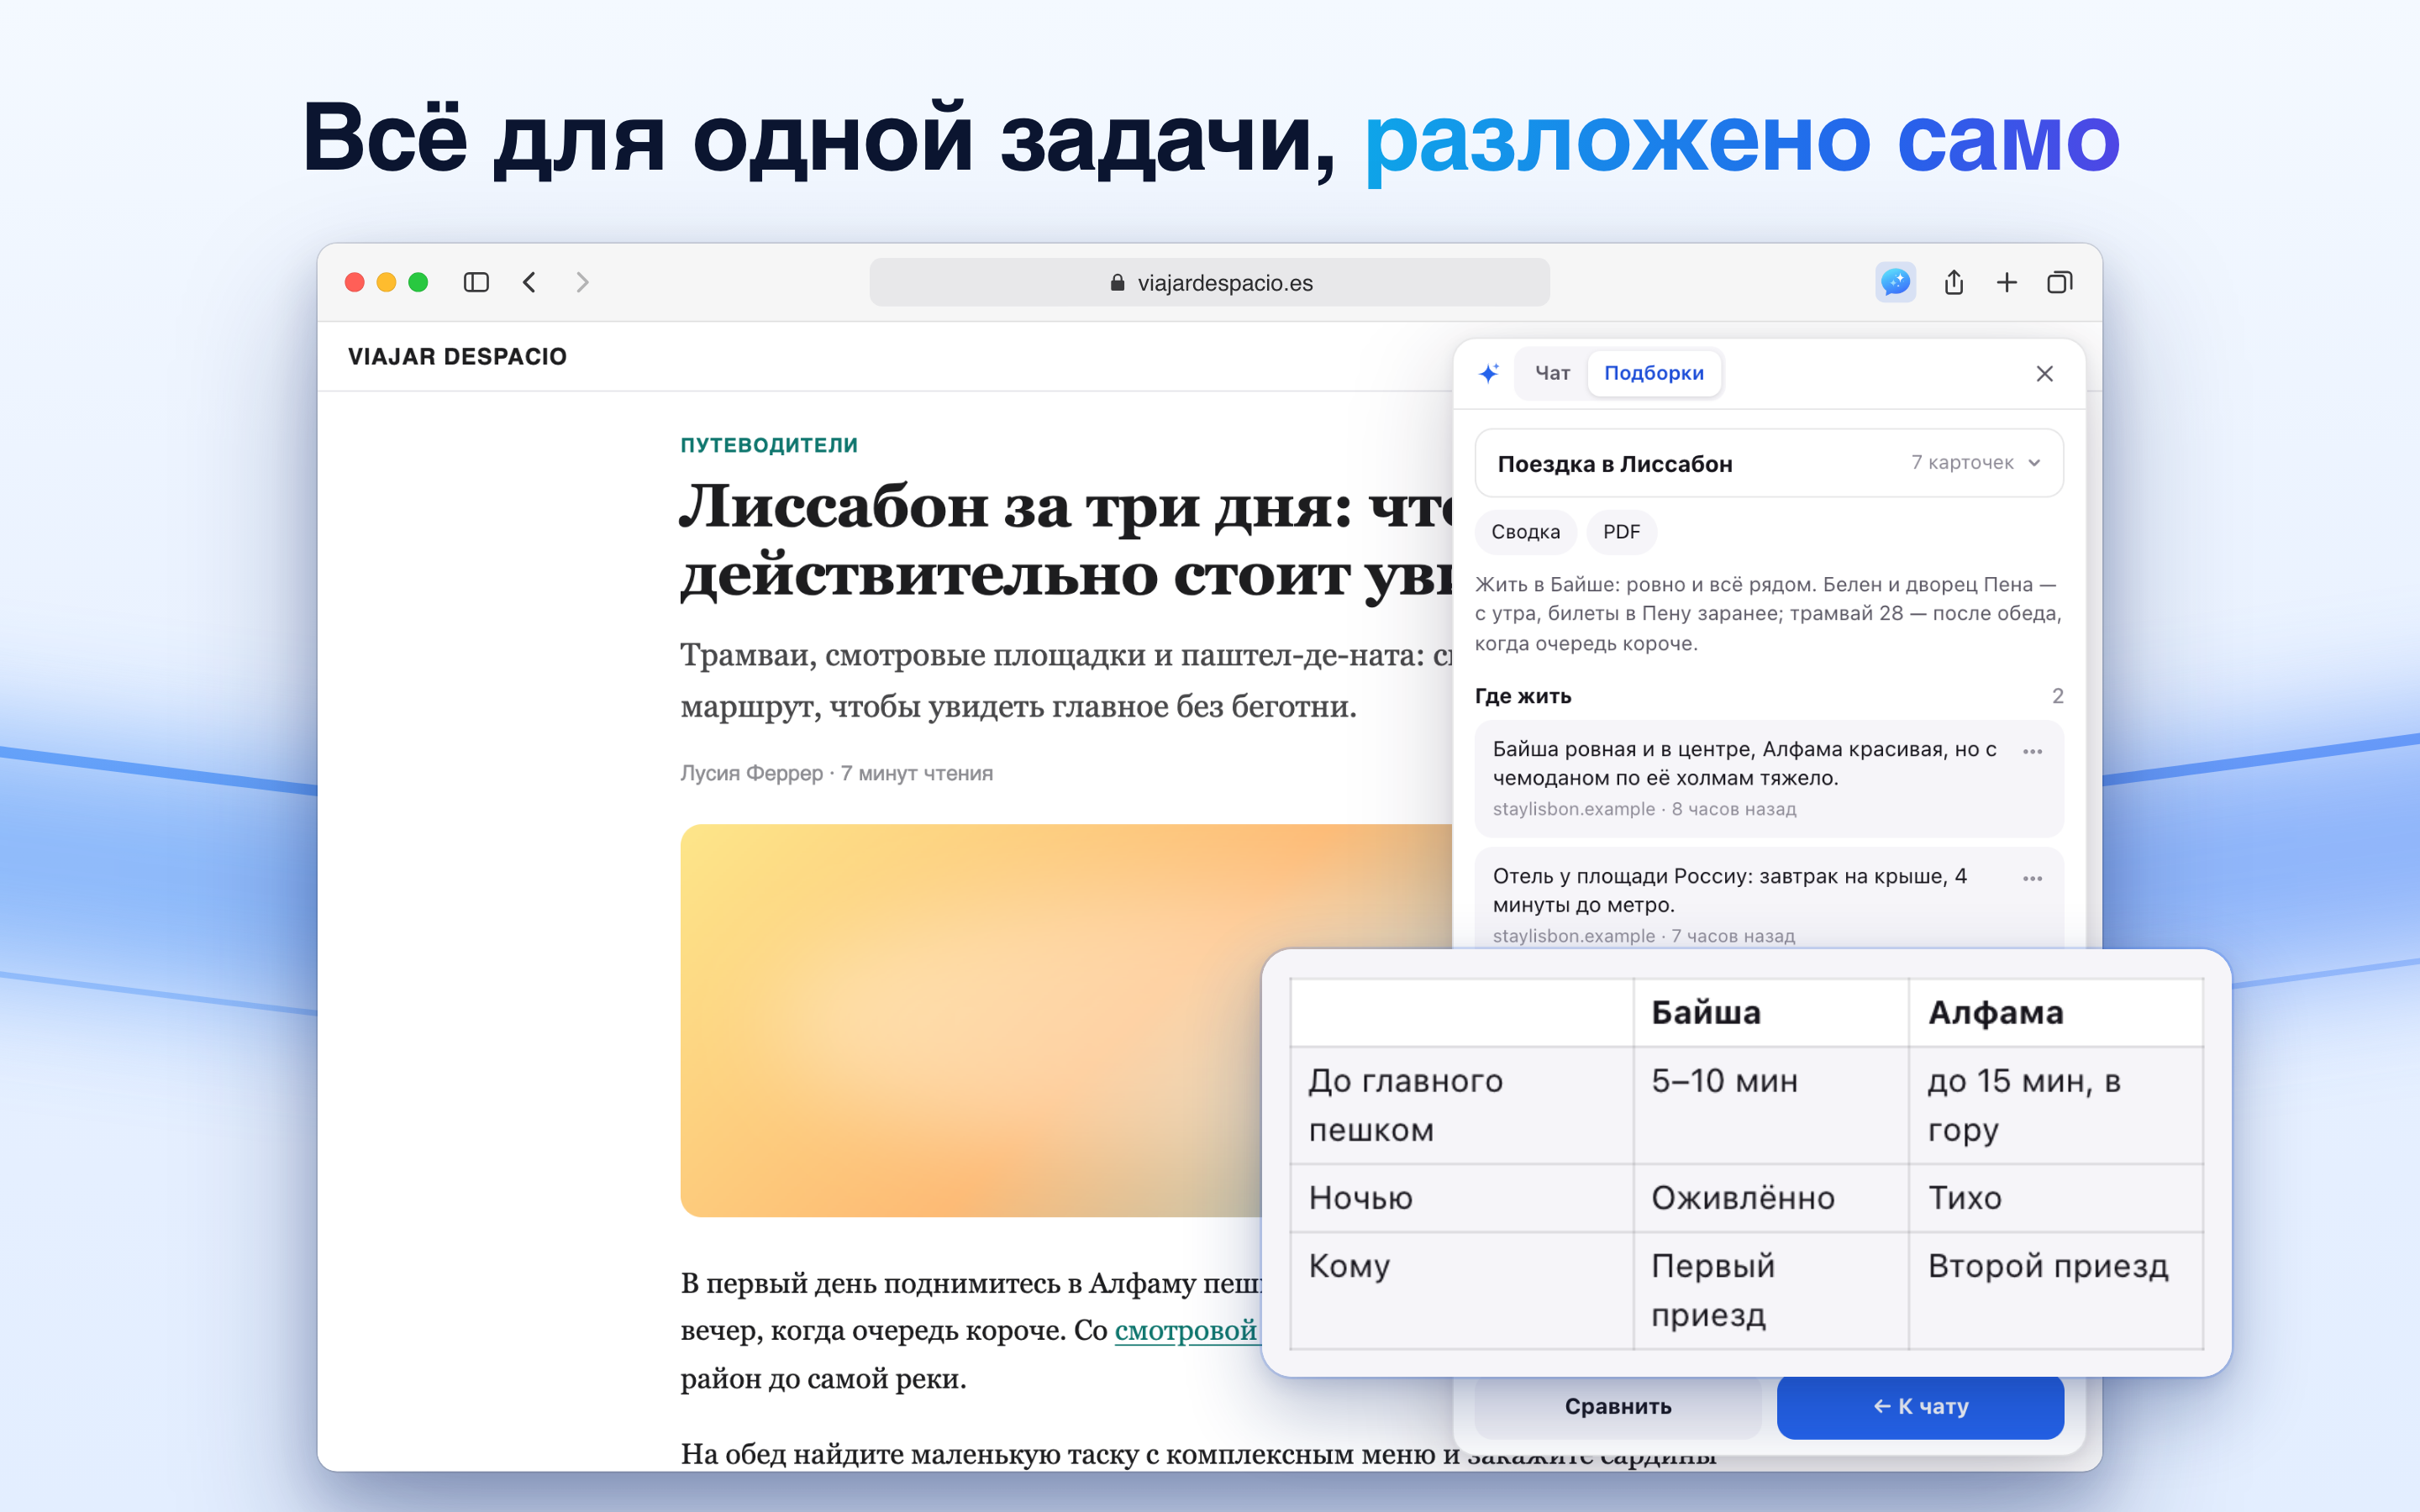 Всё для одной задачи, разложено само
viajardespacio.es
VIAJAR DESPACIO
ПУТЕВОДИТЕЛИ
Лиссабон за три дня: что
действительно стоит
Трамваи, смотровые площадки и паштел-де-ната:
маршрут, чтобы увидеть главное без беготни.
Лусия Феррер · 7 минут чтения
В первый день поднимитесь в Алфаму
вечер, когда очередь короче. Со смотровой
район до самой реки.
На обед найдите маленькую таску с комплексным меню и закажите сардины
Чат
Подборки
Поездка в Лиссабон
7 карточек
Сводка
PDF
Жить в Байше: ровно и всё рядом. Белен и дворец Пена —
с утра, билеты в Пену заранее; трамвай 28 — после обеда,
когда очередь короче.
Где жить
2
Байша ровная и в центре, Алфама красивая, но с
чемоданом по её холмам тяжело.
staylisbon.example · 8 часов назад
Отель у площади Россиу: завтрак на крыше, 4
минуты до метро.
staylisbon.example · 7 часов назад
Байша
Алфама
До главного
пешком
5–10 мин
до 15 мин, в
гору
Ночью
Оживлённо
Тихо
Кому
Первый
приезд
Второй приезд
Сравнить
← К чату